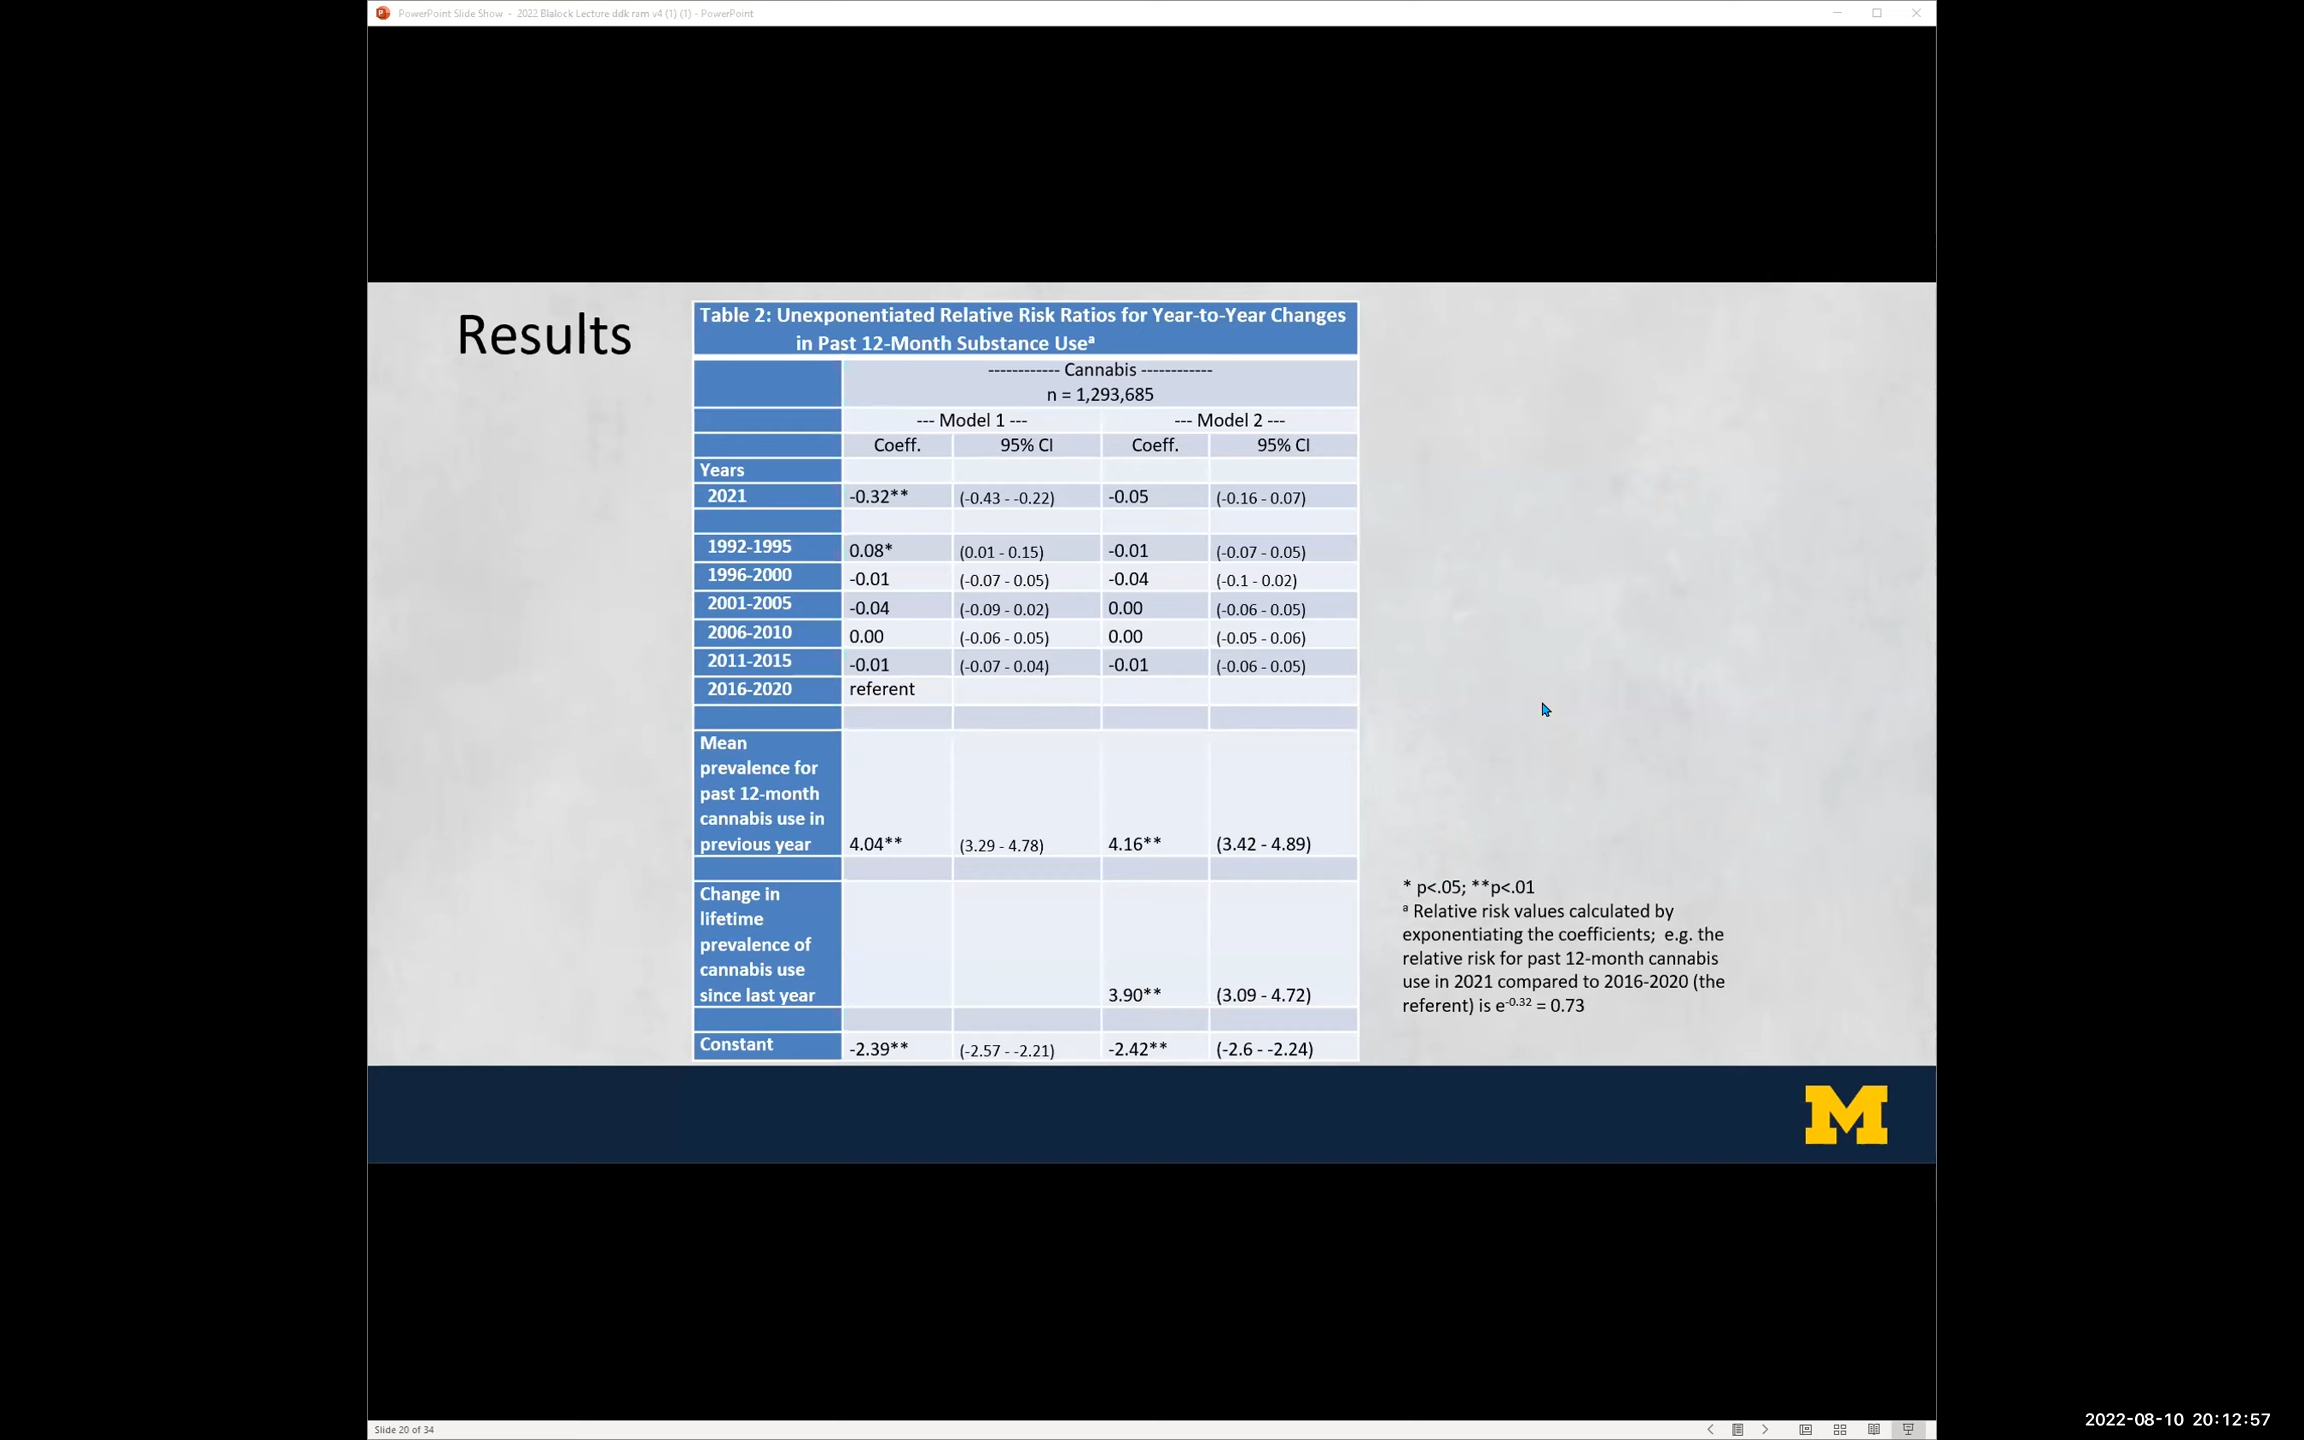 PowerPoint Slide Show - 2022 Blalock Lecture ddk ram v4 (1) (1) - PowerPoint
Results
Table 2: Unexponentiated Relative Risk Ratios for Year-to-Year Changes
in Past 12-Month Substance Useᵃ
------------ Cannabis ------------
n = 1,293,685
--- Model 1 --- --- Model 2 ---
Coeff. 95% CI Coeff. 95% CI
Years
2021 -0.32** (-0.43 - -0.22) -0.05 (-0.16 - 0.07)
1992-1995 0.08* (0.01 - 0.15) -0.01 (-0.07 - 0.05)
1996-2000 -0.01 (-0.07 - 0.05) -0.04 (-0.1 - 0.02)
2001-2005 -0.04 (-0.09 - 0.02) 0.00 (-0.06 - 0.05)
2006-2010 0.00 (-0.06 - 0.05) 0.00 (-0.05 - 0.06)
2011-2015 -0.01 (-0.07 - 0.04) -0.01 (-0.06 - 0.05)
2016-2020 referent
Mean
prevalence for
past 12-month
cannabis use in
previous year 4.04** (3.29 - 4.78) 4.16** (3.42 - 4.89)
Change in
lifetime
prevalence of
cannabis use
since last year 3.90** (3.09 - 4.72)
Constant -2.39** (-2.57 - -2.21) -2.42** (-2.6 - -2.24)
* p<.05; **p<.01
ᵃ Relative risk values calculated by
exponentiating the coefficients; e.g. the
relative risk for past 12-month cannabis
use in 2021 compared to 2016-2020 (the
referent) is e⁻⁰·³² = 0.73
M
Slide 20 of 34
2022-08-10 20:12:57